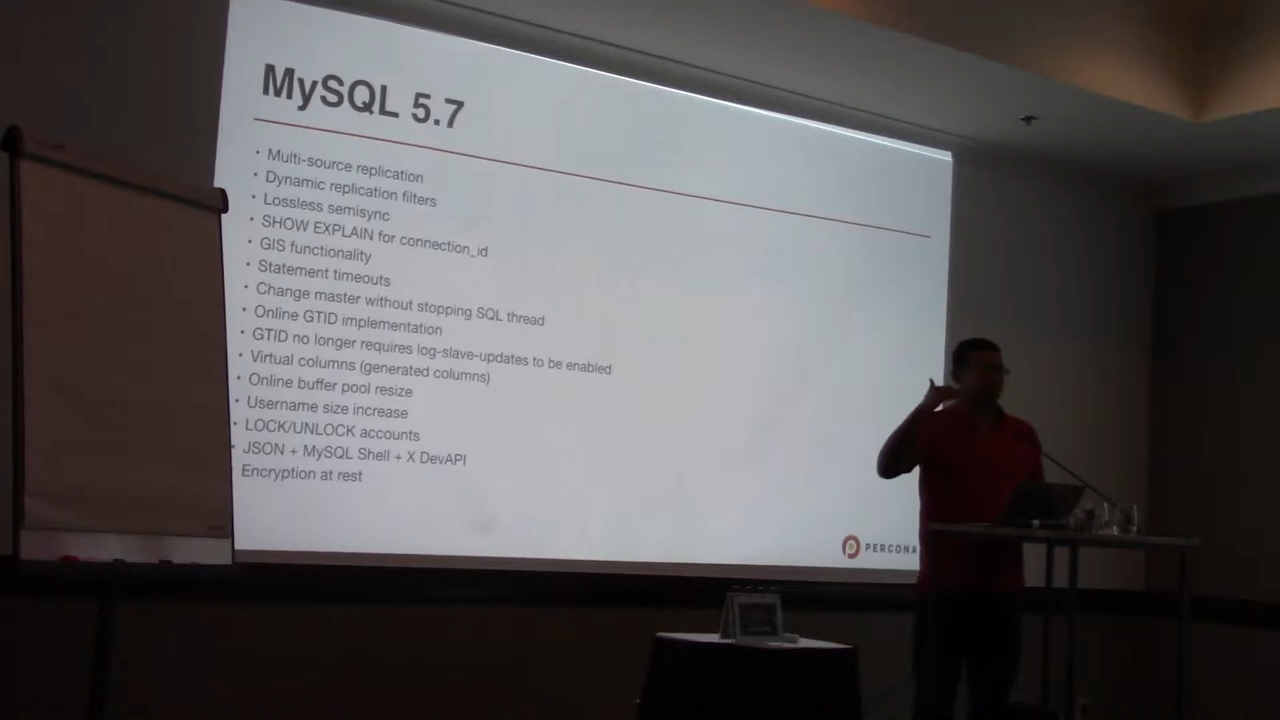 MySQL 5.7
• Multi-source replication
• Dynamic replication filters
• Lossless semisync
• SHOW EXPLAIN for connection_id
• GIS functionality
• Statement timeouts
• Change master without stopping SQL thread
• Online GTID implementation
• GTID no longer requires log-slave-updates to be enabled
• Virtual columns (generated columns)
• Online buffer pool resize
• Username size increase
• LOCK/UNLOCK accounts
• JSON + MySQL Shell + X DevAPI
Encryption at rest
PERCONA